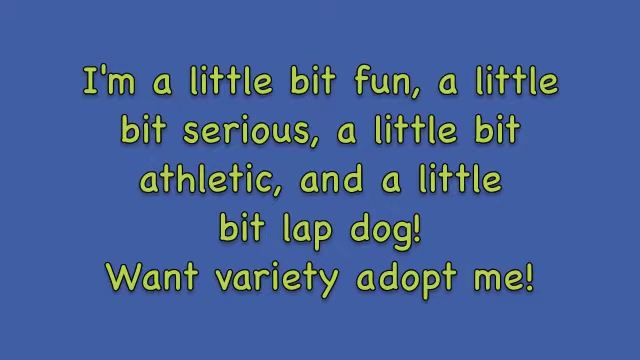 I'm a little bit fun, a little
bit serious, a little bit
athletic, and a little
bit lap dog!
Want variety adopt me!